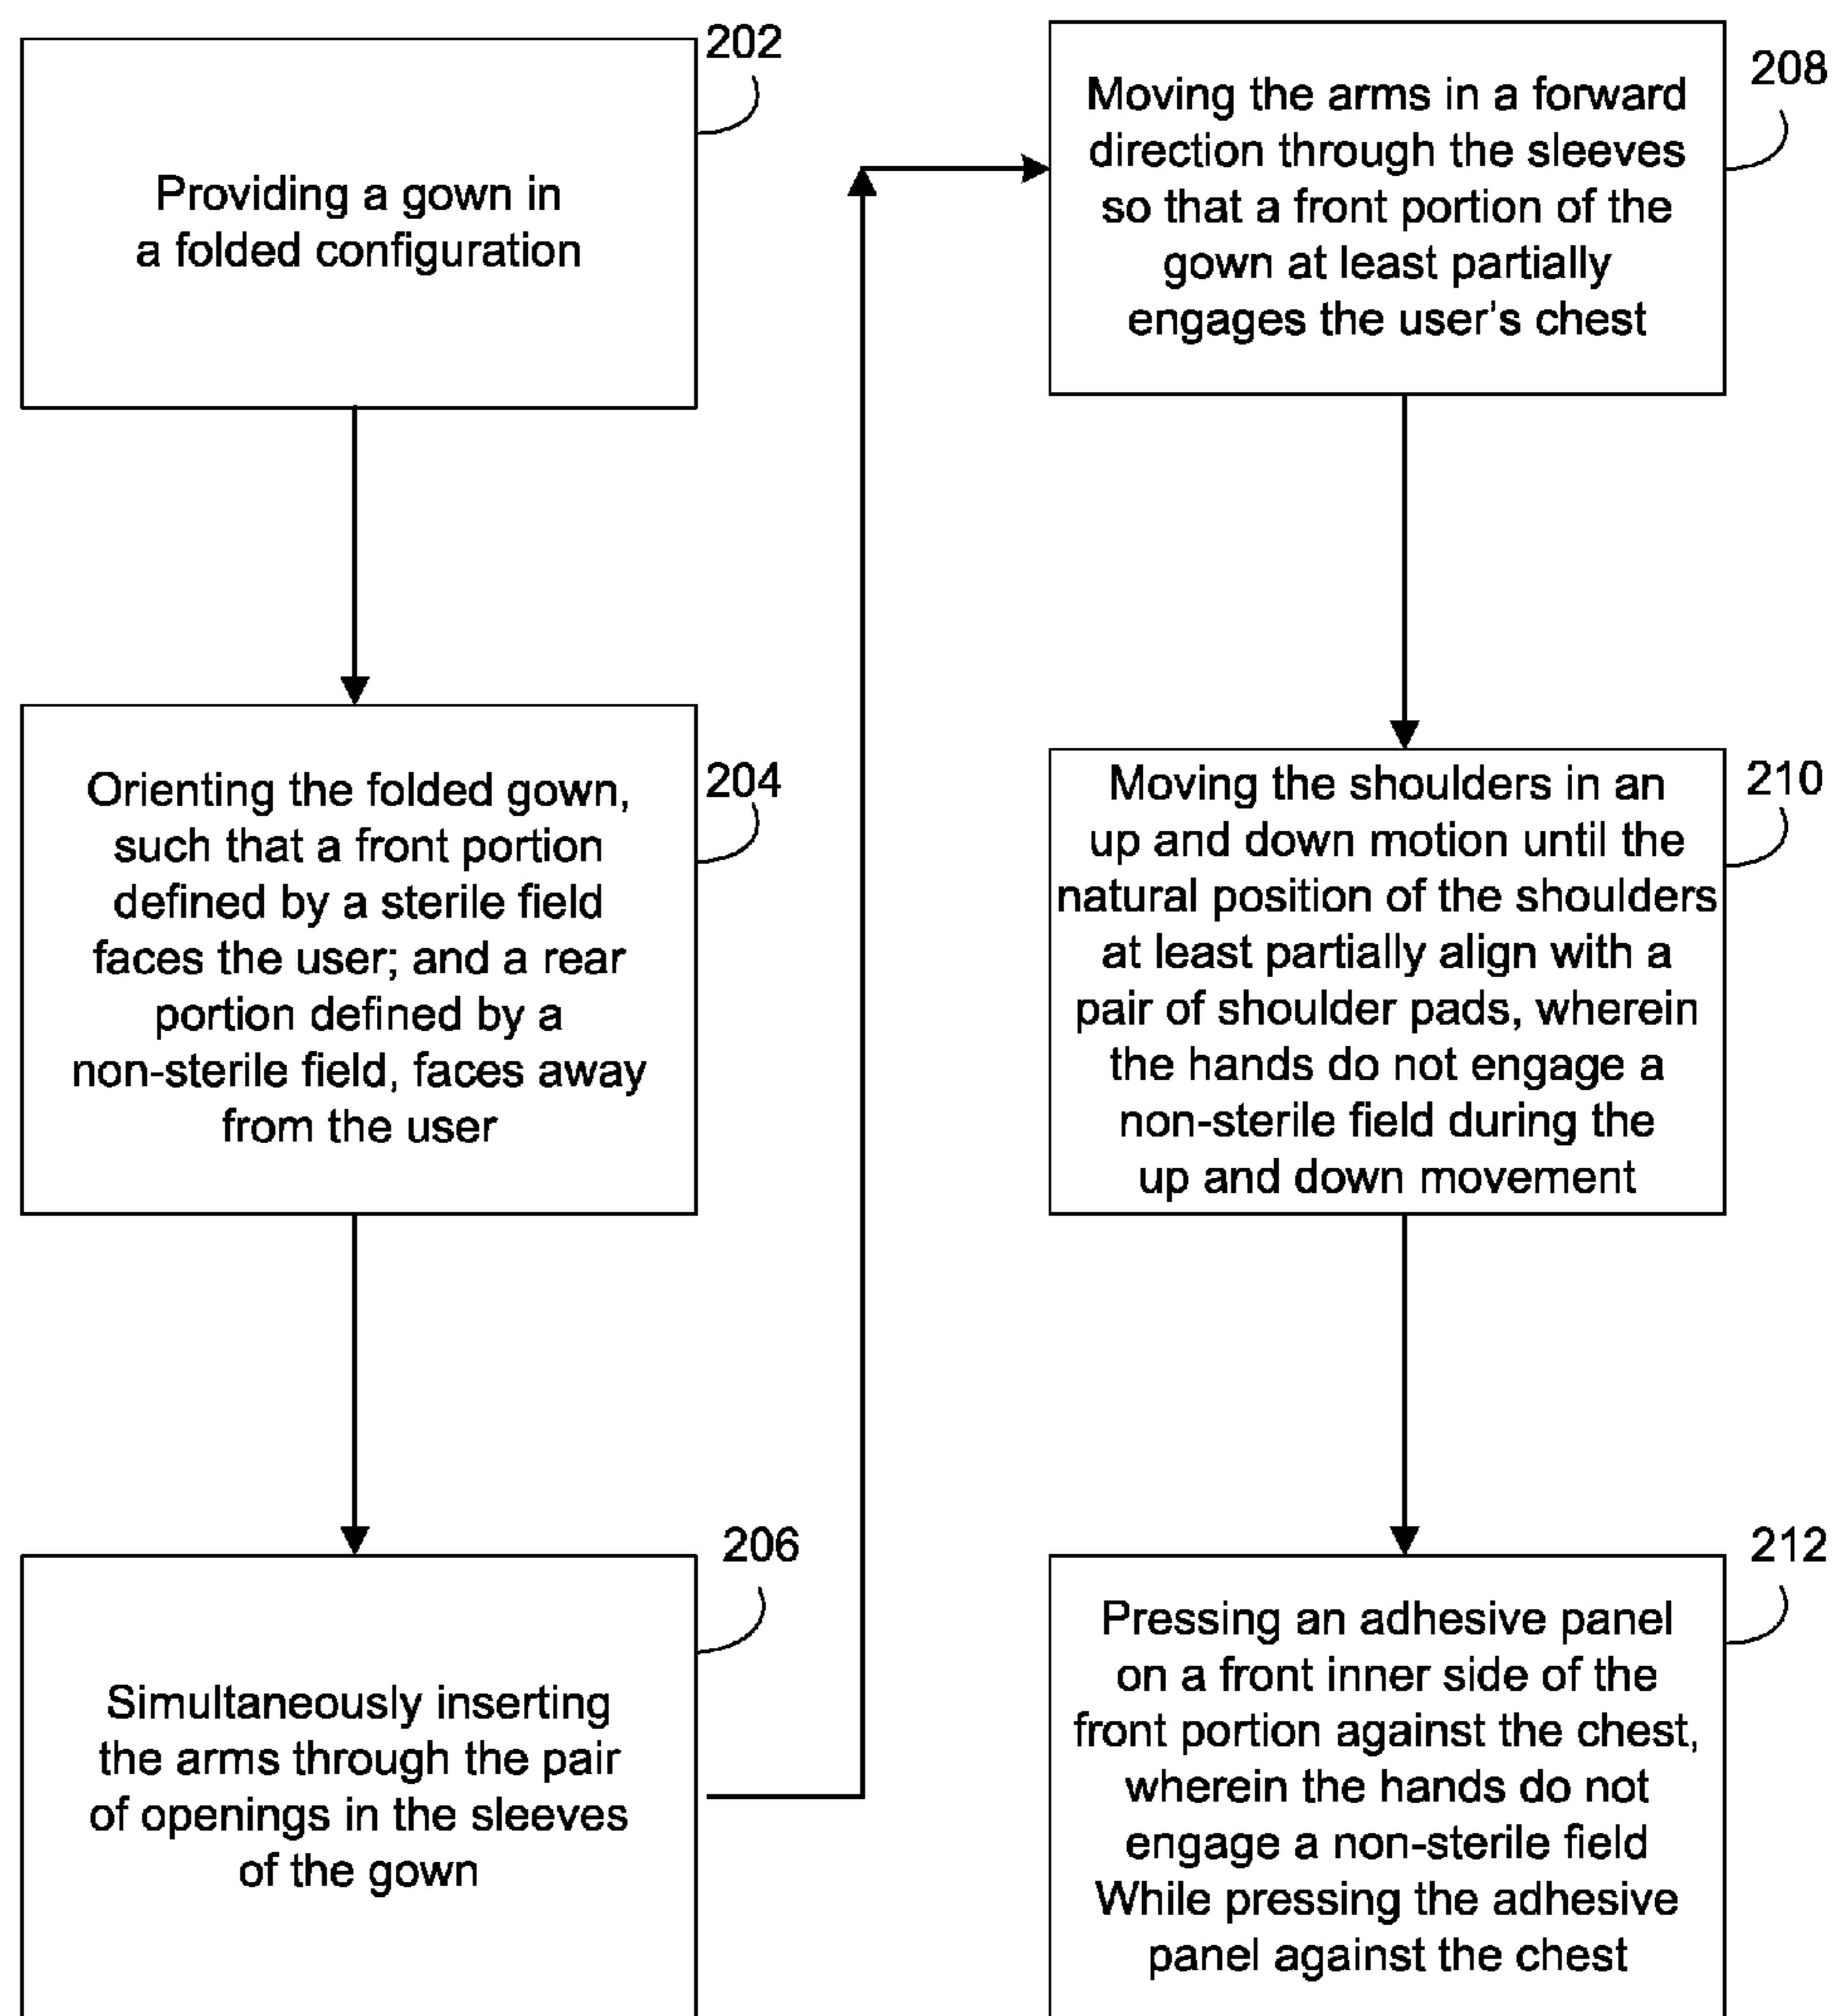 202
Providing a gown in
a folded configuration
204
Orienting the folded gown,
such that a front portion
defined by a sterile field
faces the user; and a rear
portion defined by a
non-sterile field, faces away
from the user
206
Simultaneously inserting
the arms through the pair
of openings in the sleeves
of the gown
208
Moving the arms in a forward
direction through the sleeves
so that a front portion of the
gown at least partially
engages the user's chest
210
Moving the shoulders in an
up and down motion until the
natural position of the shoulders
at least partially align with a
pair of shoulder pads, wherein
the hands do not engage a
non-sterile field during the
up and down movement
212
Pressing an adhesive panel
on a front inner side of the
front portion against the chest,
wherein the hands do not
engage a non-sterile field
While pressing the adhesive
panel against the chest